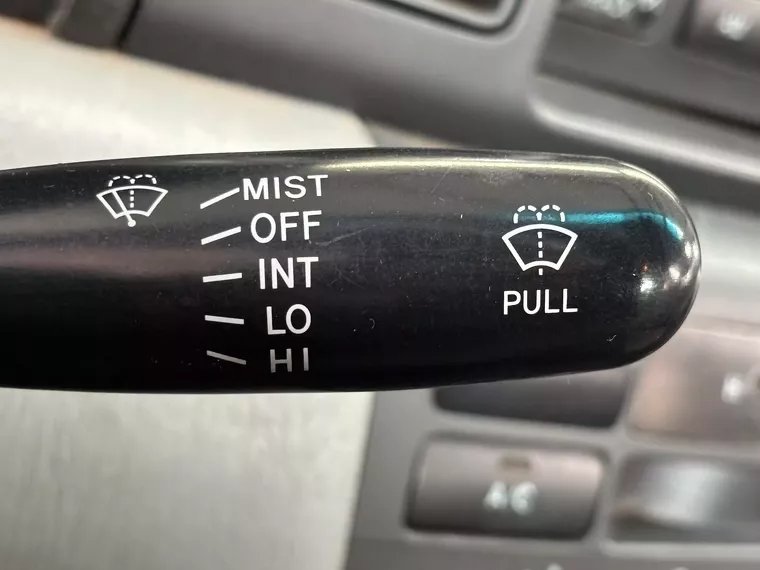 MIST
OFF
INT
LO
HI
PULL
A/C